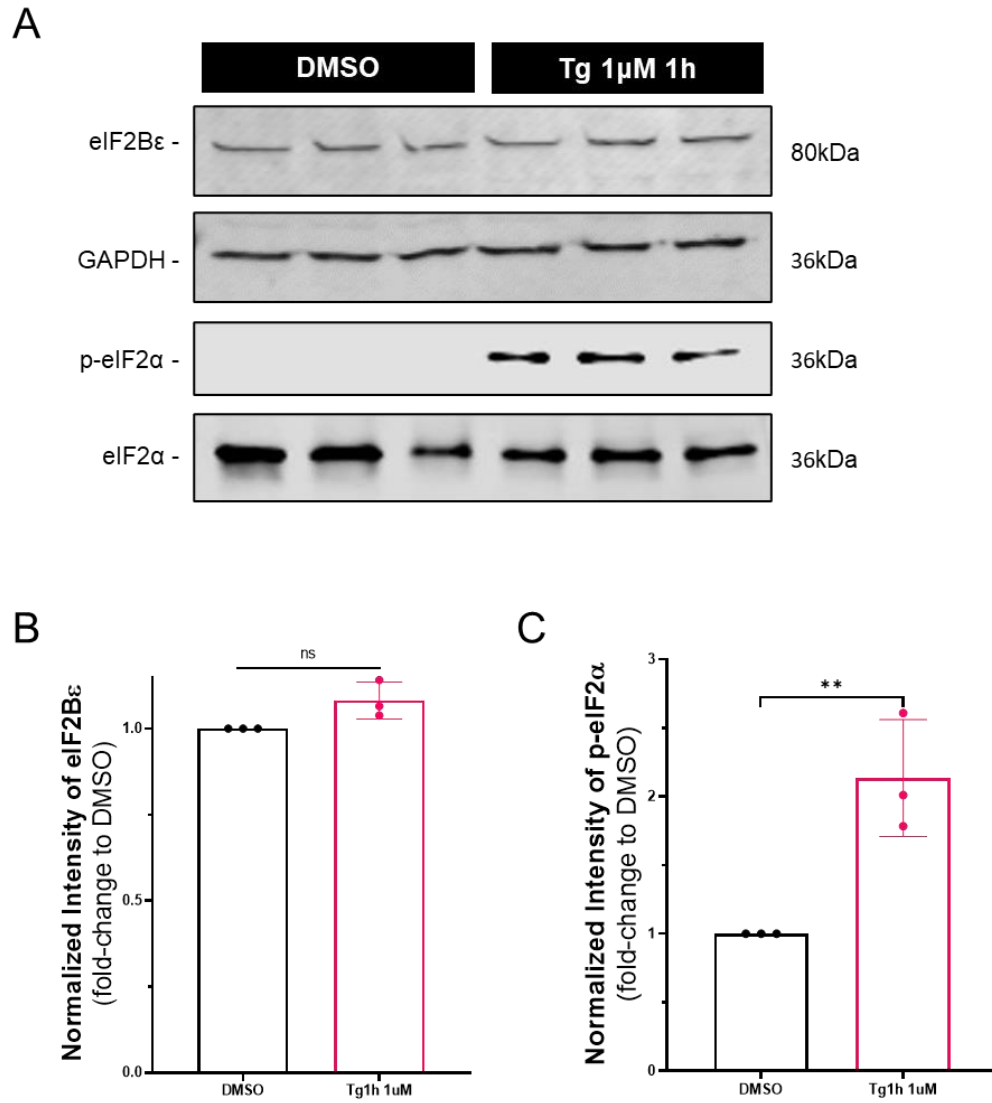 A
DMSO
Tg 1µM 1h
eIF2Bε -
80kDa
GAPDH -
36kDa
p-eIF2α -
36kDa
eIF2α -
36kDa
B
Normalized Intensity of eIF2Bε
(fold-change to DMSO)
ns
1.0
0.5
0.0
DMSO
Tg1h 1uM
C
Normalized Intensity of p-eIF2α
(fold-change to DMSO)
**
3
2
1
0
DMSO
Tg1h 1uM